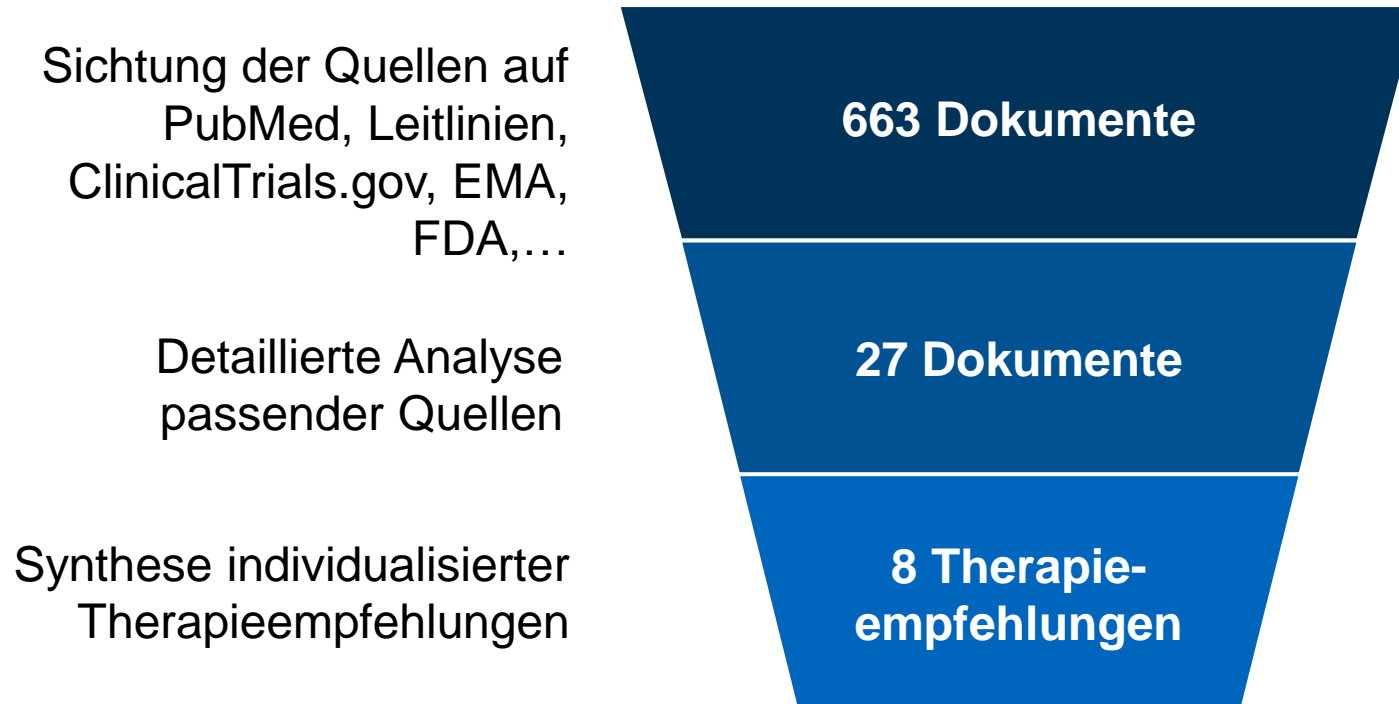 Sichtung der Quellen auf
PubMed, Leitlinien,
ClinicalTrials.gov, EMA,
FDA,…
663 Dokumente
Detaillierte Analyse
passender Quellen
27 Dokumente
Synthese individualisierter
Therapieempfehlungen
8 Therapie-
empfehlungen